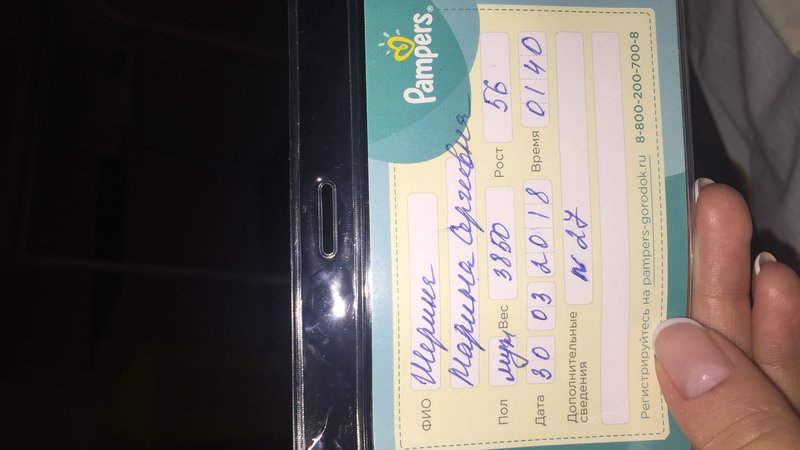 Pampers
ФИО Щерина
Марина Сергеевна
Пол муж Вес 3850 Рост 56
Дата 30 03 2018 Время 01 40
Дополнительные
сведения № 27
Регистрируйтесь на pampers-gorodok.ru 8-800-200-700-8